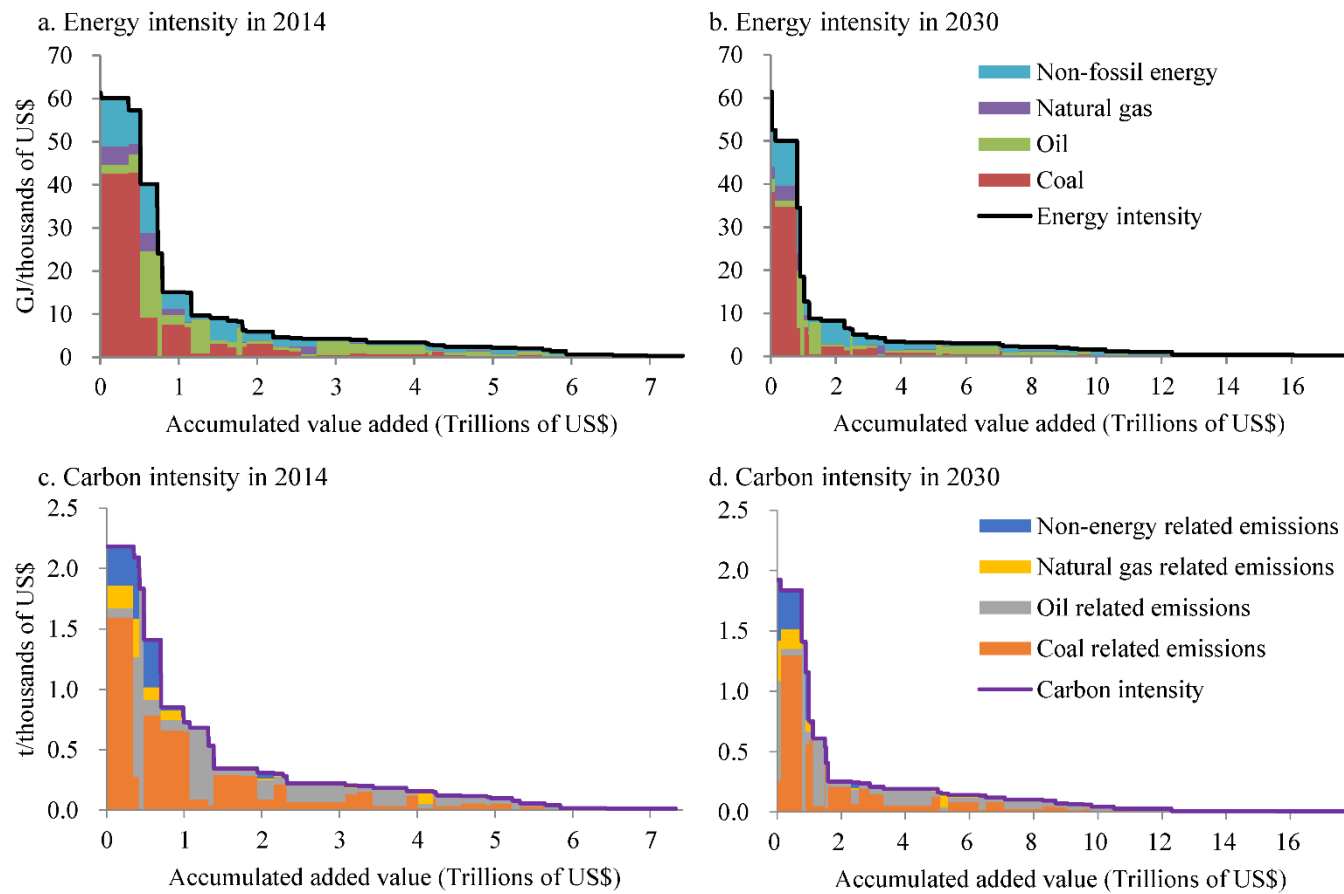 a. Energy intensity in 2014
70
60
50
40
30
20
10
0
GJ/thousands of US$
0 1 2 3 4 5 6 7
Accumulated value added (Trillions of US$)
b. Energy intensity in 2030
70
60
50
40
30
20
10
0
Non-fossil energy
Natural gas
Oil
Coal
Energy intensity
0 2 4 6 8 10 12 14 16
Accumulated value added (Trillions of US$)
c. Carbon intensity in 2014
2.5
2.0
1.5
1.0
0.5
0.0
t/thousands of US$
0 1 2 3 4 5 6 7
Accumulated added value (Trillions of US$)
d. Carbon intensity in 2030
2.5
2.0
1.5
1.0
0.5
0.0
Non-energy related emissions
Natural gas related emissions
Oil related emissions
Coal related emissions
Carbon intensity
0 2 4 6 8 10 12 14 16
Accumulated added value (Trillions of US$)